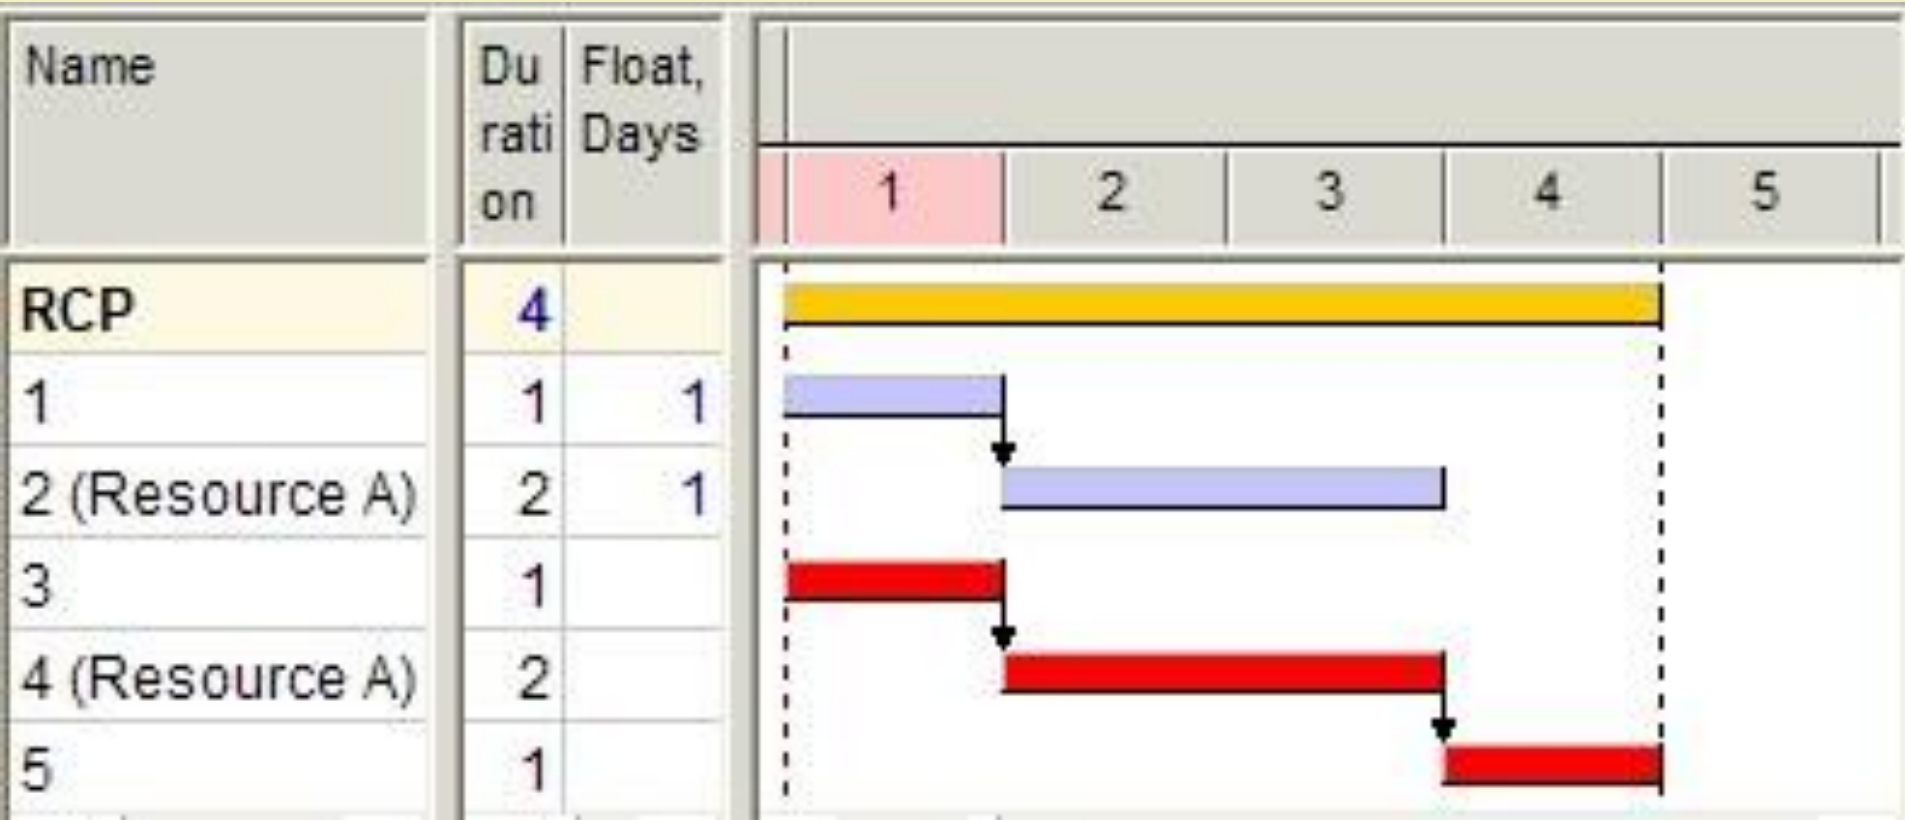 Name
Du
rati
on
Float,
Days
1 2 3 4 5
RCP 4
1 1 1
2 (Resource A) 2 1
3 1
4 (Resource A) 2
5 1